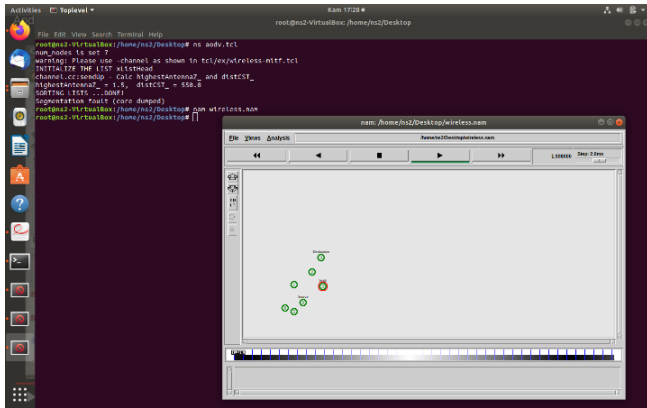 Activities
Terminal
Kam 17:28
root@ns2-VirtualBox: /home/ns2/Desktop
File Edit View Search Terminal Help
root@ns2-VirtualBox:/home/ns2/Desktop# ns aodv.tcl
num_nodes is set 7
warning: Please use -channel as shown in tcl/ex/wireless-mitf.tcl
INITIALIZE THE LIST xListHead
channel.cc:sendUp - Calc highestAntennaZ_ and distCST_
highestAntennaZ_ = 1.5, distCST_ = 550.0
SORTING LISTS ...DONE!
Segmentation fault (core dumped)
root@ns2-VirtualBox:/home/ns2/Desktop# nam wireless.nam
root@ns2-VirtualBox:/home/ns2/Desktop#
nam: /home/ns2/Desktop/wireless.nam
File Views Analysis
/home/ns2/Desktop/wireless.nam
Step: 2.0ms
Destination
Source